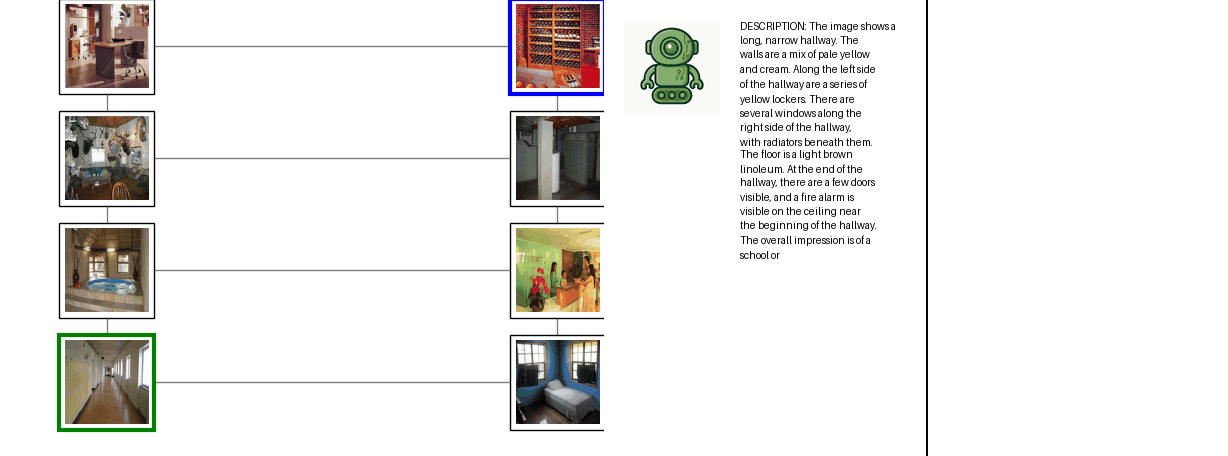 DESCRIPTION: The image shows a
long, narrow hallway. The
walls are a mix of pale yellow
and cream. Along the left side
of the hallway are a series of
yellow lockers. There are
several windows along the
right side of the hallway,
with radiators beneath them.
The floor is a light brown
linoleum. At the end of the
hallway, there are a few doors
visible, and a fire alarm is
visible on the ceiling near
the beginning of the hallway.
The overall impression is of a
school or